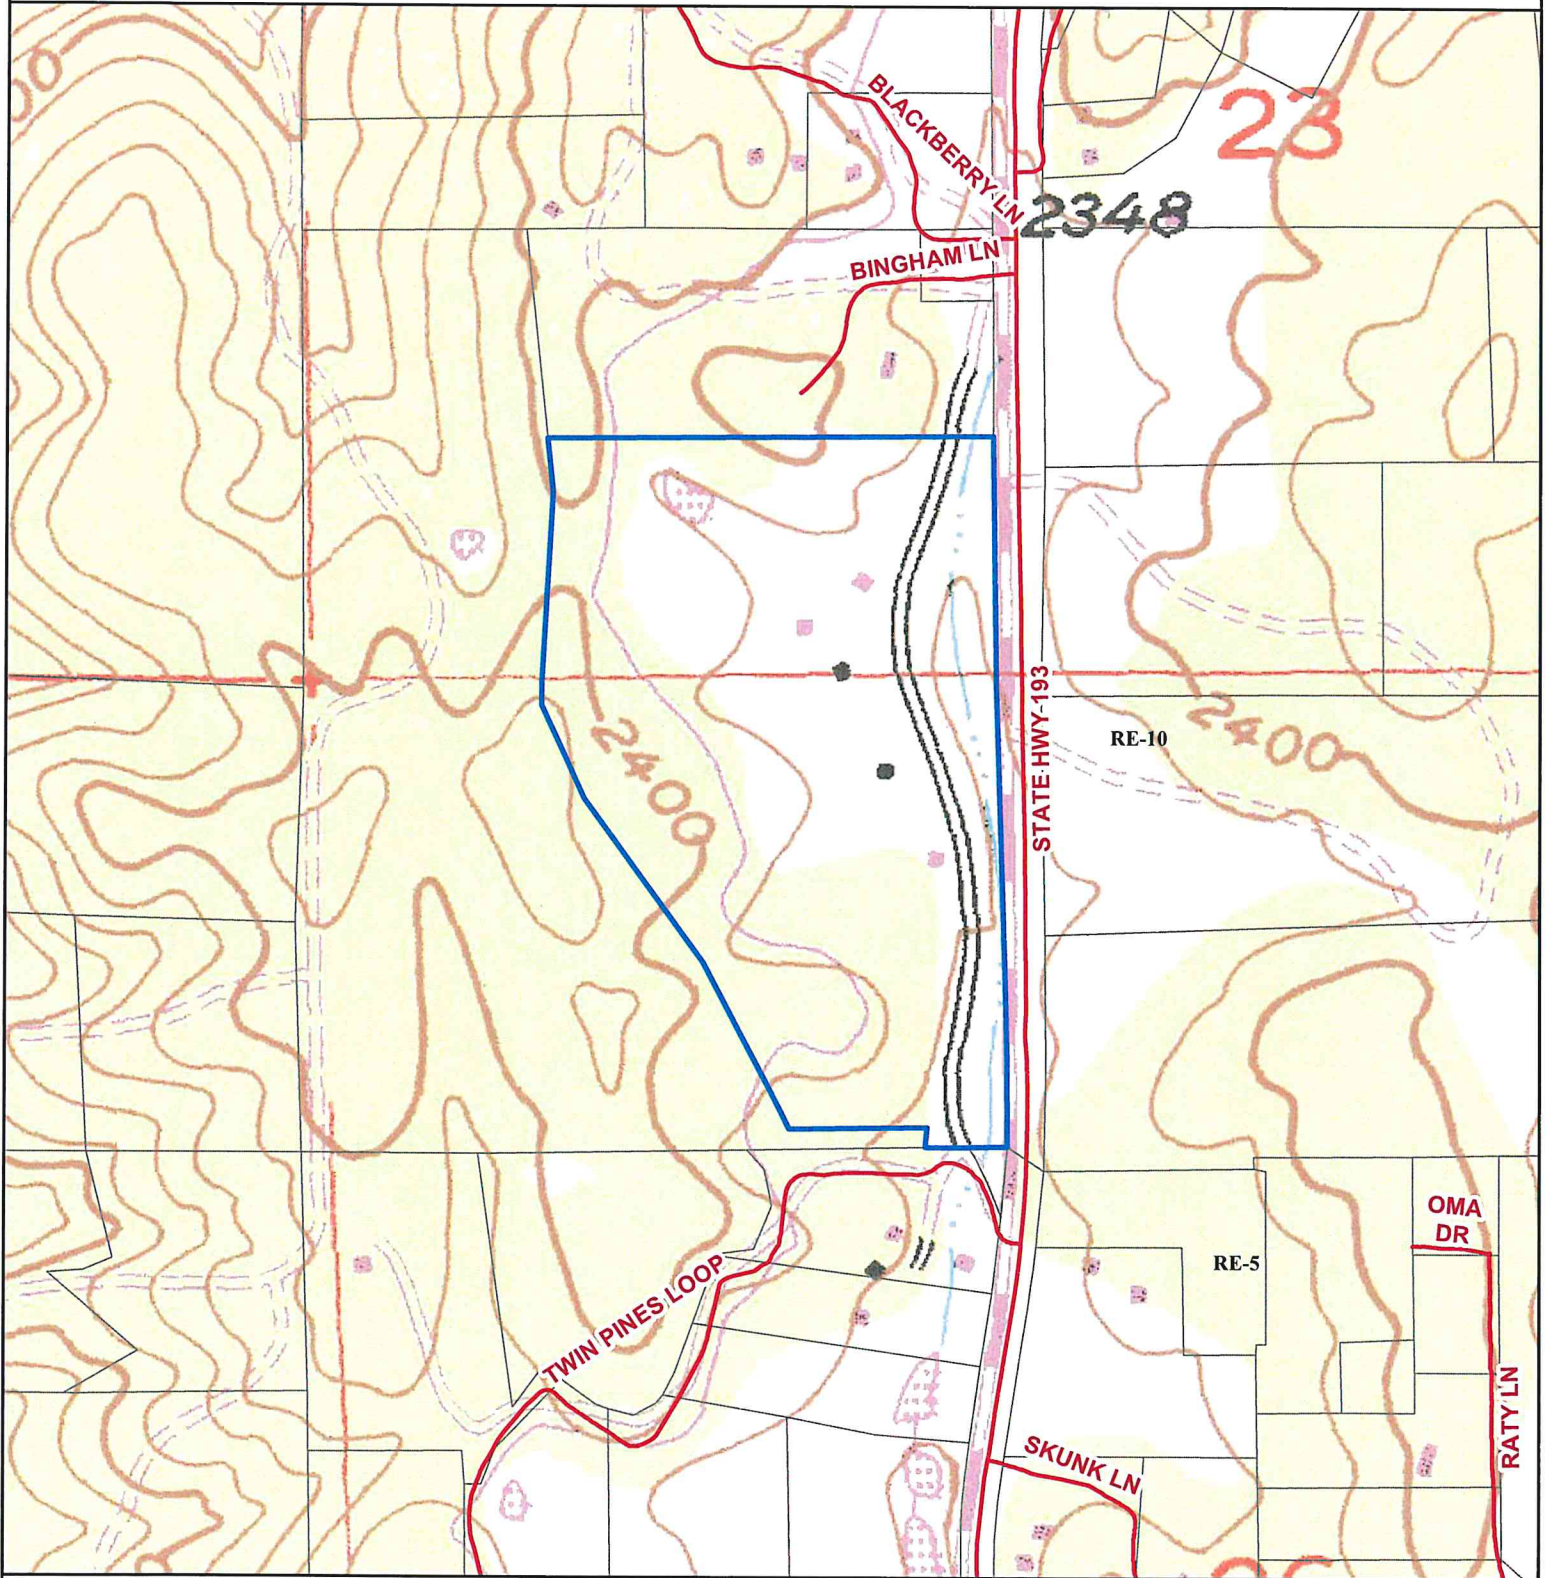 00
BLACKBERRY LN
23
2348
BINGHAM LN
STATE HWY 193
RE-10
2400
2400
OMA
DR
RE-5
TWIN PINES LOOP
RATY LN
SKUNK LN